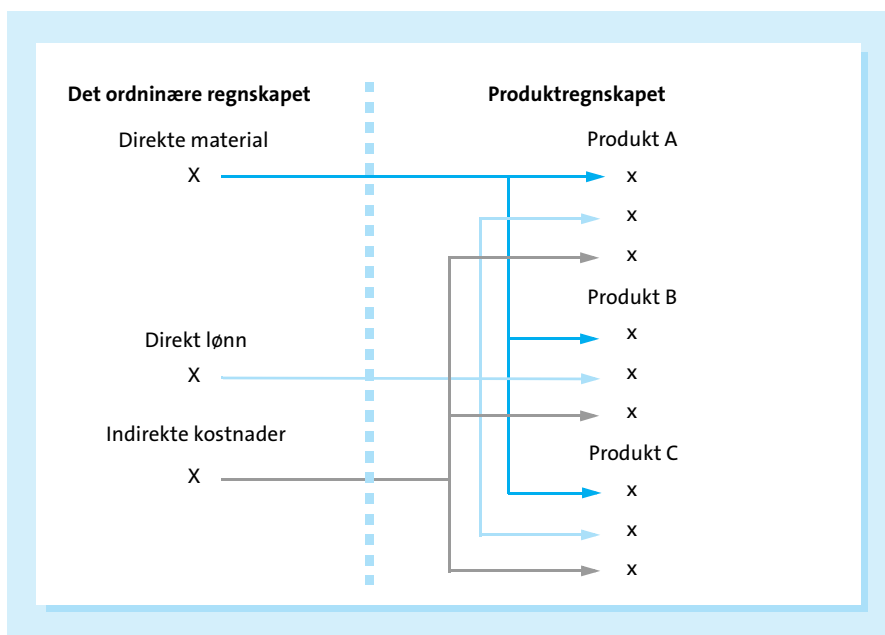 Det ordninære regnskapet
Produktregnskapet
Direkte material
Produkt A
X
x
x
x
Produkt B
Direkt lønn
x
X
x
x
Indirekte kostnader
Produkt C
X
x
x
x